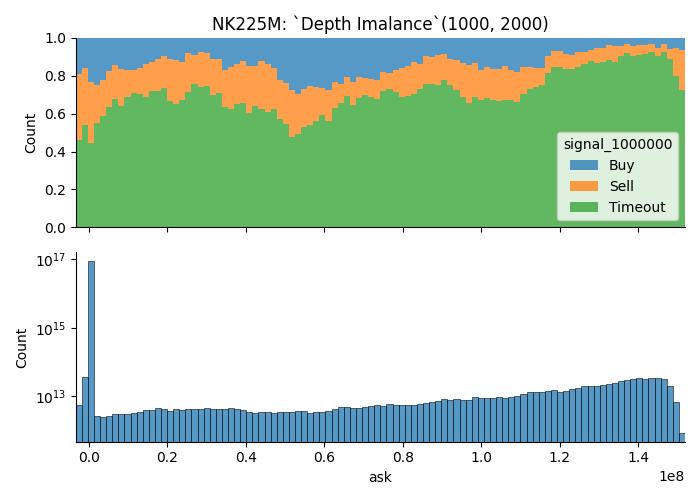 NK225M: `Depth Imalance`(1000, 2000)
1.0
0.8
0.6
0.4
0.2
0.0
Count
signal_1000000
Buy
Sell
Timeout
10^17
10^15
10^13
Count
0.0 0.2 0.4 0.6 0.8 1.0 1.2 1.4
1e8
ask